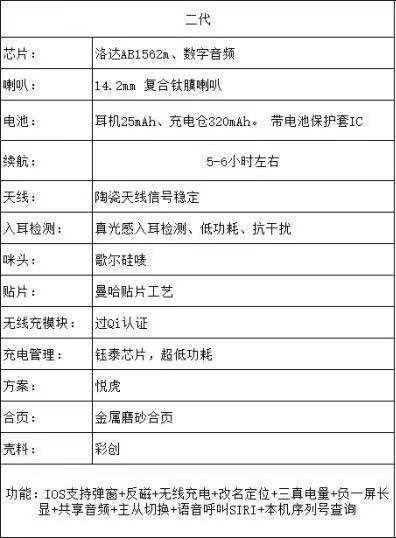 二代
芯片: 洛达AB1562m、数字音频
喇叭: 14.2mm 复合钛膜喇叭
电池: 耳机25mAh、充电仓320mAh。 带电池保护套IC
续航: 5-6小时左右
天线: 陶瓷天线信号稳定
入耳检测: 真光感入耳检测、低功耗、抗干扰
咪头: 歌尔硅唛
贴片: 曼哈贴片工艺
无线充模块: 过Qi认证
充电管理: 钰泰芯片，超低功耗
方案: 悦虎
合页: 金属磨砂合页
壳料: 彩创
功能: IOS支持弹窗+反磁+无线充电+改名定位+三真电量+负一屏长
显+共享音频+主从切换+语音呼叫SIRI+本机序列号查询